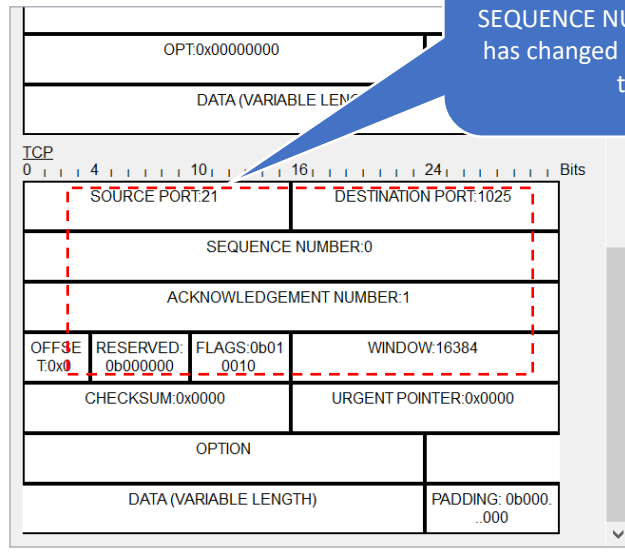 SEQUENCE
has changed
OPT:0x00000000
DATA (VARIABLE
TCP
0 4 10 16 24 Bits
SOURCE PORT:21 DESTINATION PORT:1025
SEQUENCE NUMBER:0
ACKNOWLEDGEMENT NUMBER:1
OFFSE RESERVED: FLAGS:0b01 WINDOW:16384
T:0x0 0b000000 0010
CHECKSUM:0x0000 URGENT POINTER:0x0000
OPTION
DATA (VARIABLE LENGTH) PADDING: 0b000.
..000